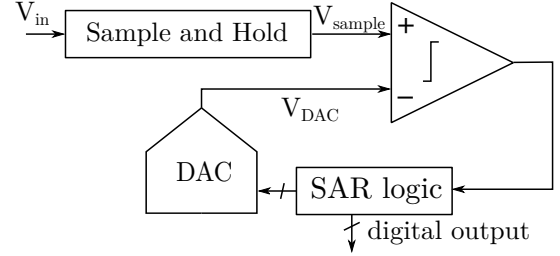 V_in
Sample and Hold
V_sample
+
−
V_DAC
DAC
SAR logic
digital output